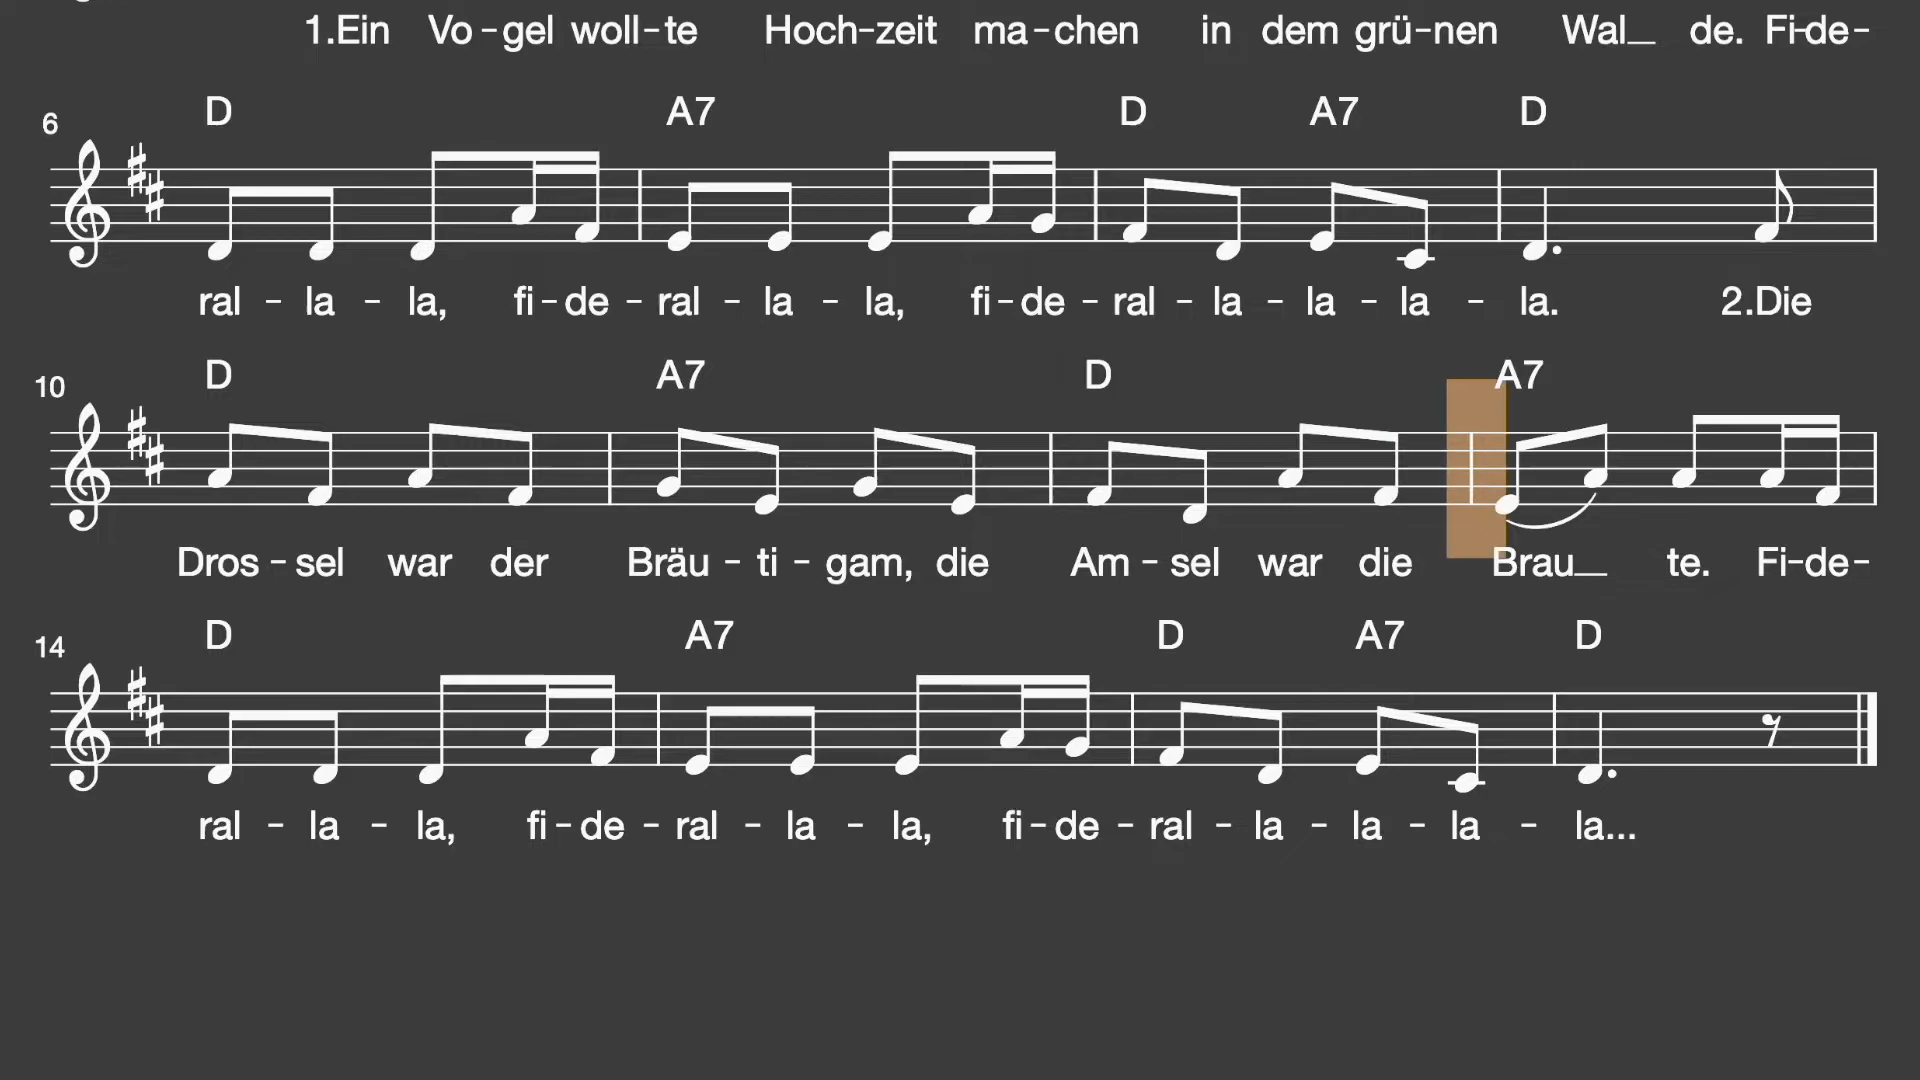 1.Ein Vo-gel woll-te Hoch-zeit ma-chen in dem grü-nen Wal_ de. Fi-de-
6 D A7 D A7 D
ral - la - la, fi-de - ral - la - la, fi-de - ral - la - la - la - la. 2.Die
10 D A7 D A7
Dros-sel war der Bräu-ti-gam, die Am-sel war die Brau_ te. Fi-de-
14 D A7 D A7 D
ral - la - la, fi-de - ral - la - la, fi-de - ral - la - la - la - la...